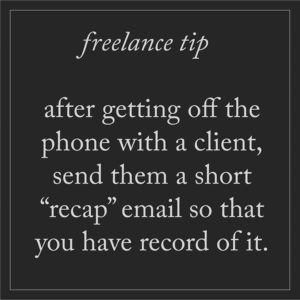 freelance tip
after getting off the
phone with a client,
send them a short
“recap” email so that
you have record of it.